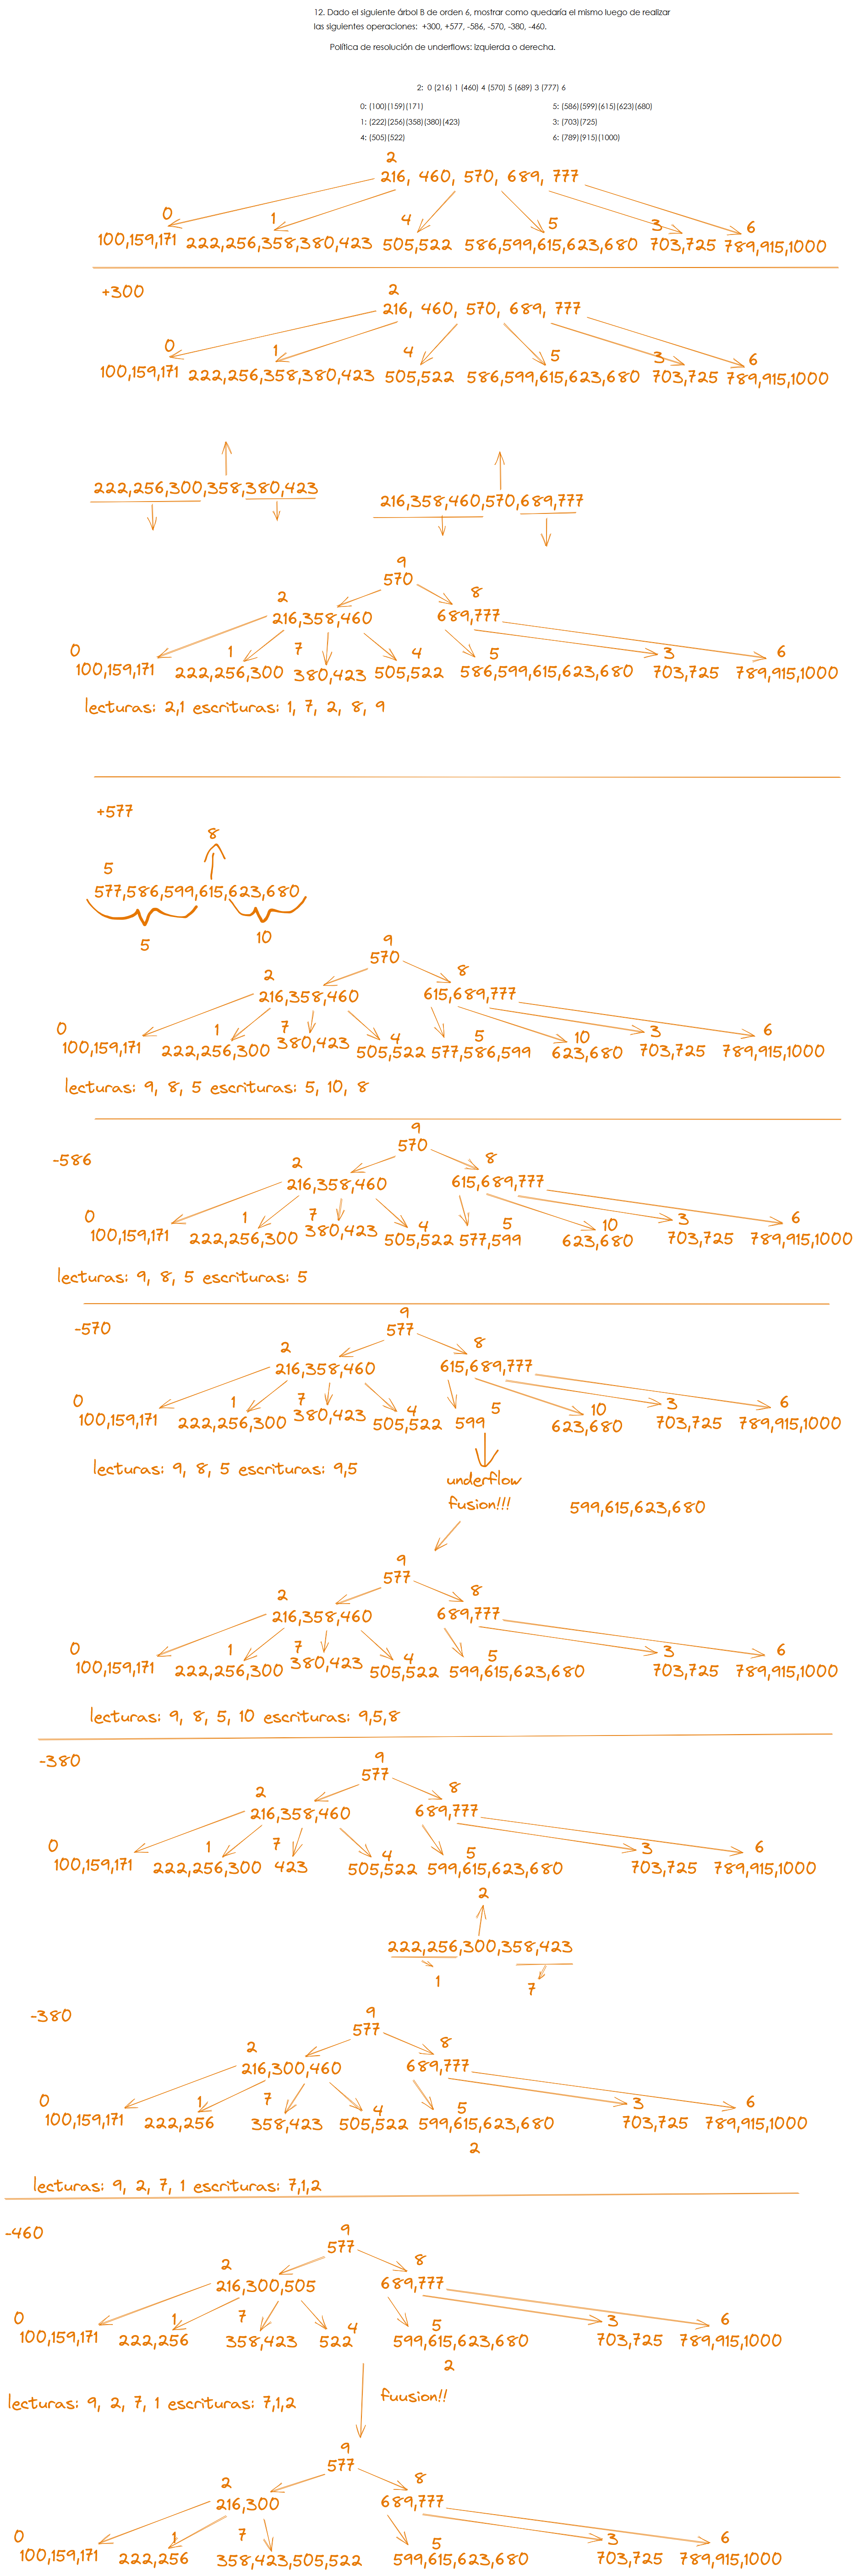 12. Dado el siguiente árbol B de orden 6, mostrar como quedaría el mismo luego de realizar
las siguientes operaciones: +300, +577, -586, -570, -380, -460.
Política de resolución de underflows: izquierda o derecha.
2: 0 (216) 1 (460) 4 (570) 5 (689) 3 (777) 6
0: (100)(159)(171) 5: (586)(599)(615)(623)(680)
1: (222)(256)(358)(380)(423) 3: (703)(725)
4: (505)(522) 6: (789)(915)(1000)
2
216, 460, 570, 689, 777
0 1 4 5 3 6
100,159,171 222,256,358,380,423 505,522 586,599,615,623,680 703,725 789,915,1000
+300 2
216, 460, 570, 689, 777
0 1 4 5 3 6
100,159,171 222,256,358,380,423 505,522 586,599,615,623,680 703,725 789,915,1000
222,256,300,358,380,423 216,358,460,570,689,777
9
570
2 8
216,358,460 689,777
0 1 7 4 5 3 6
100,159,171 222,256,300 380,423 505,522 586,599,615,623,680 703,725 789,915,1000
lecturas: 2,1 escrituras: 1, 7, 2, 8, 9
+577
8
5
577,586,599,615,623,680
5 10
9
570
2 8
216,358,460 615,689,777
0 1 7 4 5 10 3 6
100,159,171 222,256,300 380,423 505,522 577,586,599 623,680 703,725 789,915,1000
lecturas: 9, 8, 5 escrituras: 5, 10, 8
9
570
-586 2 8
216,358,460 615,689,777
0 1 7 4 5 10 3 6
100,159,171 222,256,300 380,423 505,522 577,599 623,680 703,725 789,915,1000
lecturas: 9, 8, 5 escrituras: 5
9
-570 577
2 8
216,358,460 615,689,777
0 1 7 4 5 10 3 6
100,159,171 222,256,300 380,423 505,522 599 623,680 703,725 789,915,1000
lecturas: 9, 8, 5 escrituras: 9,5
underflow
fusion!!! 599,615,623,680
9
577
2 8
216,358,460 689,777
0 1 7 4 5 3 6
100,159,171 222,256,300 380,423 505,522 599,615,623,680 703,725 789,915,1000
lecturas: 9, 8, 5, 10 escrituras: 9,5,8
-380 9
577
2 8
216,358,460 689,777
0 1 7 4 5 3 6
100,159,171 222,256,300 423 505,522 599,615,623,680 703,725 789,915,1000
2
222,256,300,358,423
1 7
-380 9
577
2 8
216,300,460 689,777
0 1 7 4 5 3 6
100,159,171 222,256 358,423 505,522 599,615,623,680 703,725 789,915,1000
2
lecturas: 9, 2, 7, 1 escrituras: 7,1,2
-460 9
577
2 8
216,300,505 689,777
0 1 7 4 5 3 6
100,159,171 222,256 358,423 522 599,615,623,680 703,725 789,915,1000
2
lecturas: 9, 2, 7, 1 escrituras: 7,1,2 fuusion!!
9
577
2 8
216,300 689,777
0 1 7 5 3 6
100,159,171 222,256 358,423,505,522 599,615,623,680 703,725 789,915,1000